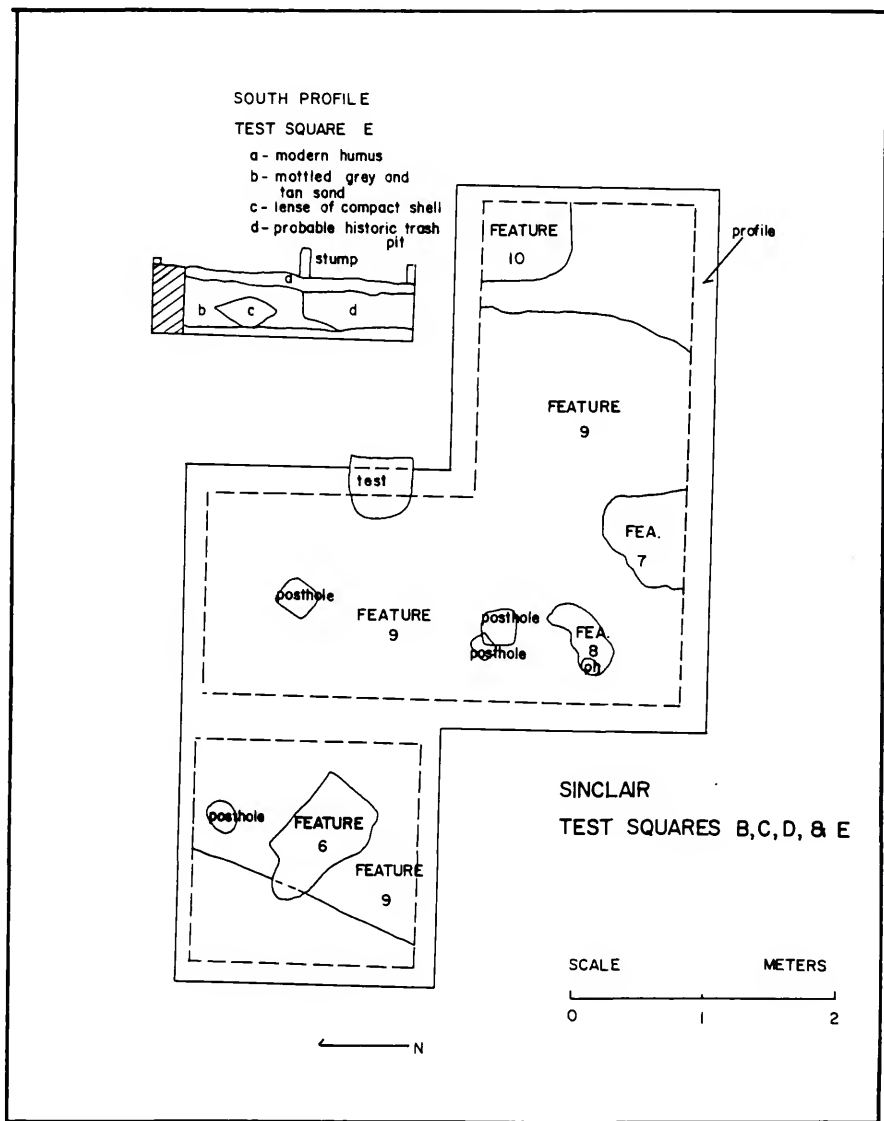 SOUTH PROFILE
TEST SQUARE E
a - modern humus
b - mottled grey and
tan sand
c - lense of compact shell
d - probable historic trash
pit
stump
a
b
c
d
FEATURE
10
profile
FEATURE
9
test
FEA.
7
posthole
FEATURE
9
posthole
posthole
FEA.
8
ph
posthole
FEATURE
6
FEATURE
9
SINCLAIR
TEST SQUARES B,C,D, & E
SCALE METERS
0 1 2
N